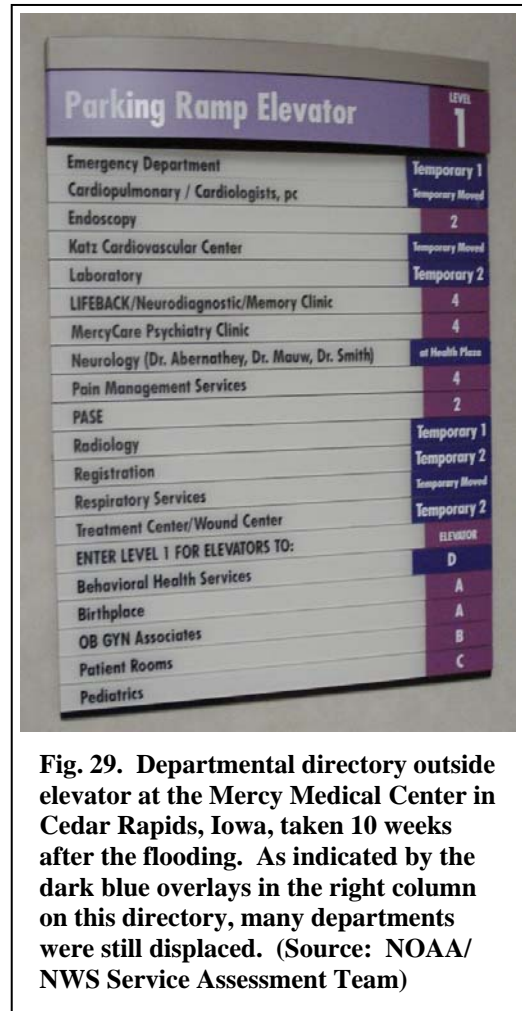 Parking Ramp Elevator LEVEL 1
Emergency Department Temporary 1
Cardiopulmonary / Cardiologists, pc Temporary Moved
Endoscopy 2
Katz Cardiovascular Center Temporary Moved
Laboratory Temporary 2
LIFEBACK/Neurodiagnostic/Memory Clinic 4
MercyCare Psychiatry Clinic 4
Neurology (Dr. Abernathey, Dr. Mauw, Dr. Smith) at Health Plaza
Pain Management Services 4
PASE 2
Radiology Temporary 1
Registration Temporary 2
Respiratory Services Temporary Moved
Treatment Center/Wound Center Temporary 2
ENTER LEVEL 1 FOR ELEVATORS TO: ELEVATOR
Behavioral Health Services D
Birthplace A
OB GYN Associates A
Patient Rooms B
Pediatrics C
Fig. 29. Departmental directory outside
elevator at the Mercy Medical Center in
Cedar Rapids, Iowa, taken 10 weeks
after the flooding. As indicated by the
dark blue overlays in the right column
on this directory, many departments
were still displaced. (Source: NOAA/
NWS Service Assessment Team)